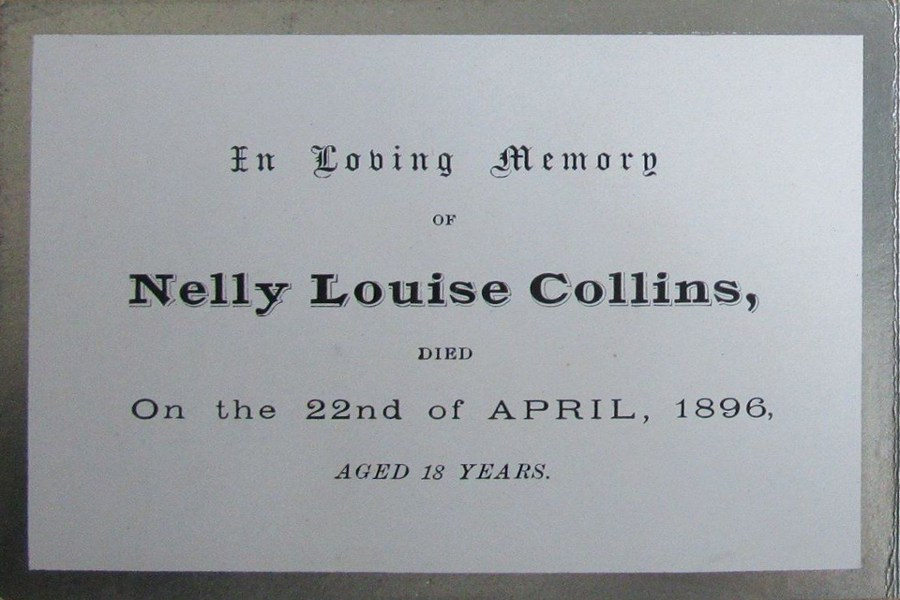 In Loving Memory
OF
Nelly Louise Collins,
DIED
On the 22nd of APRIL, 1896,
AGED 18 YEARS.